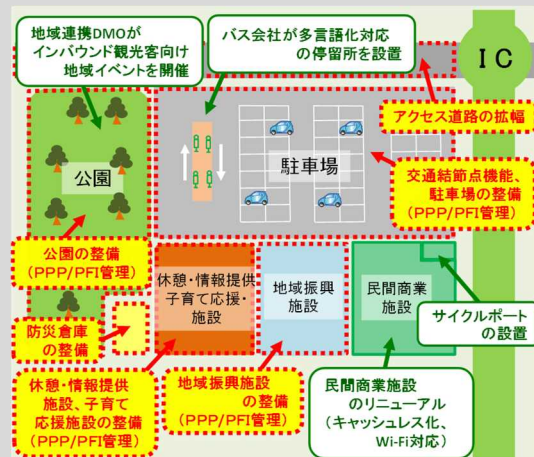 地域連携DMOが
インバウンド観光客向け
地域イベントを開催
バス会社が多言語化対応
の停留所を設置
IC
アクセス道路の拡幅
公園
駐車場
交通結節点機能、
駐車場の整備
(PPP/PFI管理)
公園の整備
(PPP/PFI管理)
休憩・情報提供
子育て応援・
施設
地域振興
施設
民間商業
施設
サイクルポート
の設置
防災倉庫
の整備
休憩・情報提供
施設、子育て
応援施設の整備
(PPP/PFI管理)
地域振興施設
の整備
(PPP/PFI管理)
民間商業施設
のリニューアル
(キャッシュレス化、
Wi-Fi対応)